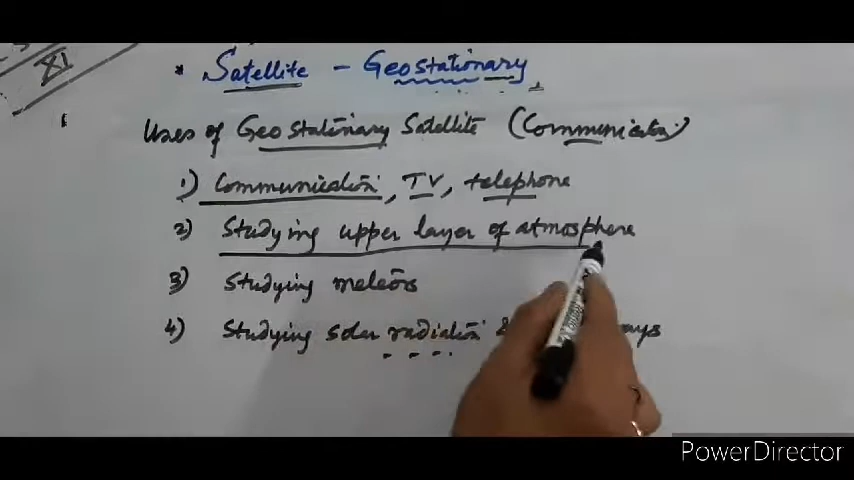 XI
* Satellite - Geostationary
Uses of Geostationary Satellite (Communication)
1) Communication, TV, telephone
2) Studying upper layer of atmosphere
3) Studying meteors
4) Studying solar radiation & rays
PowerDirector